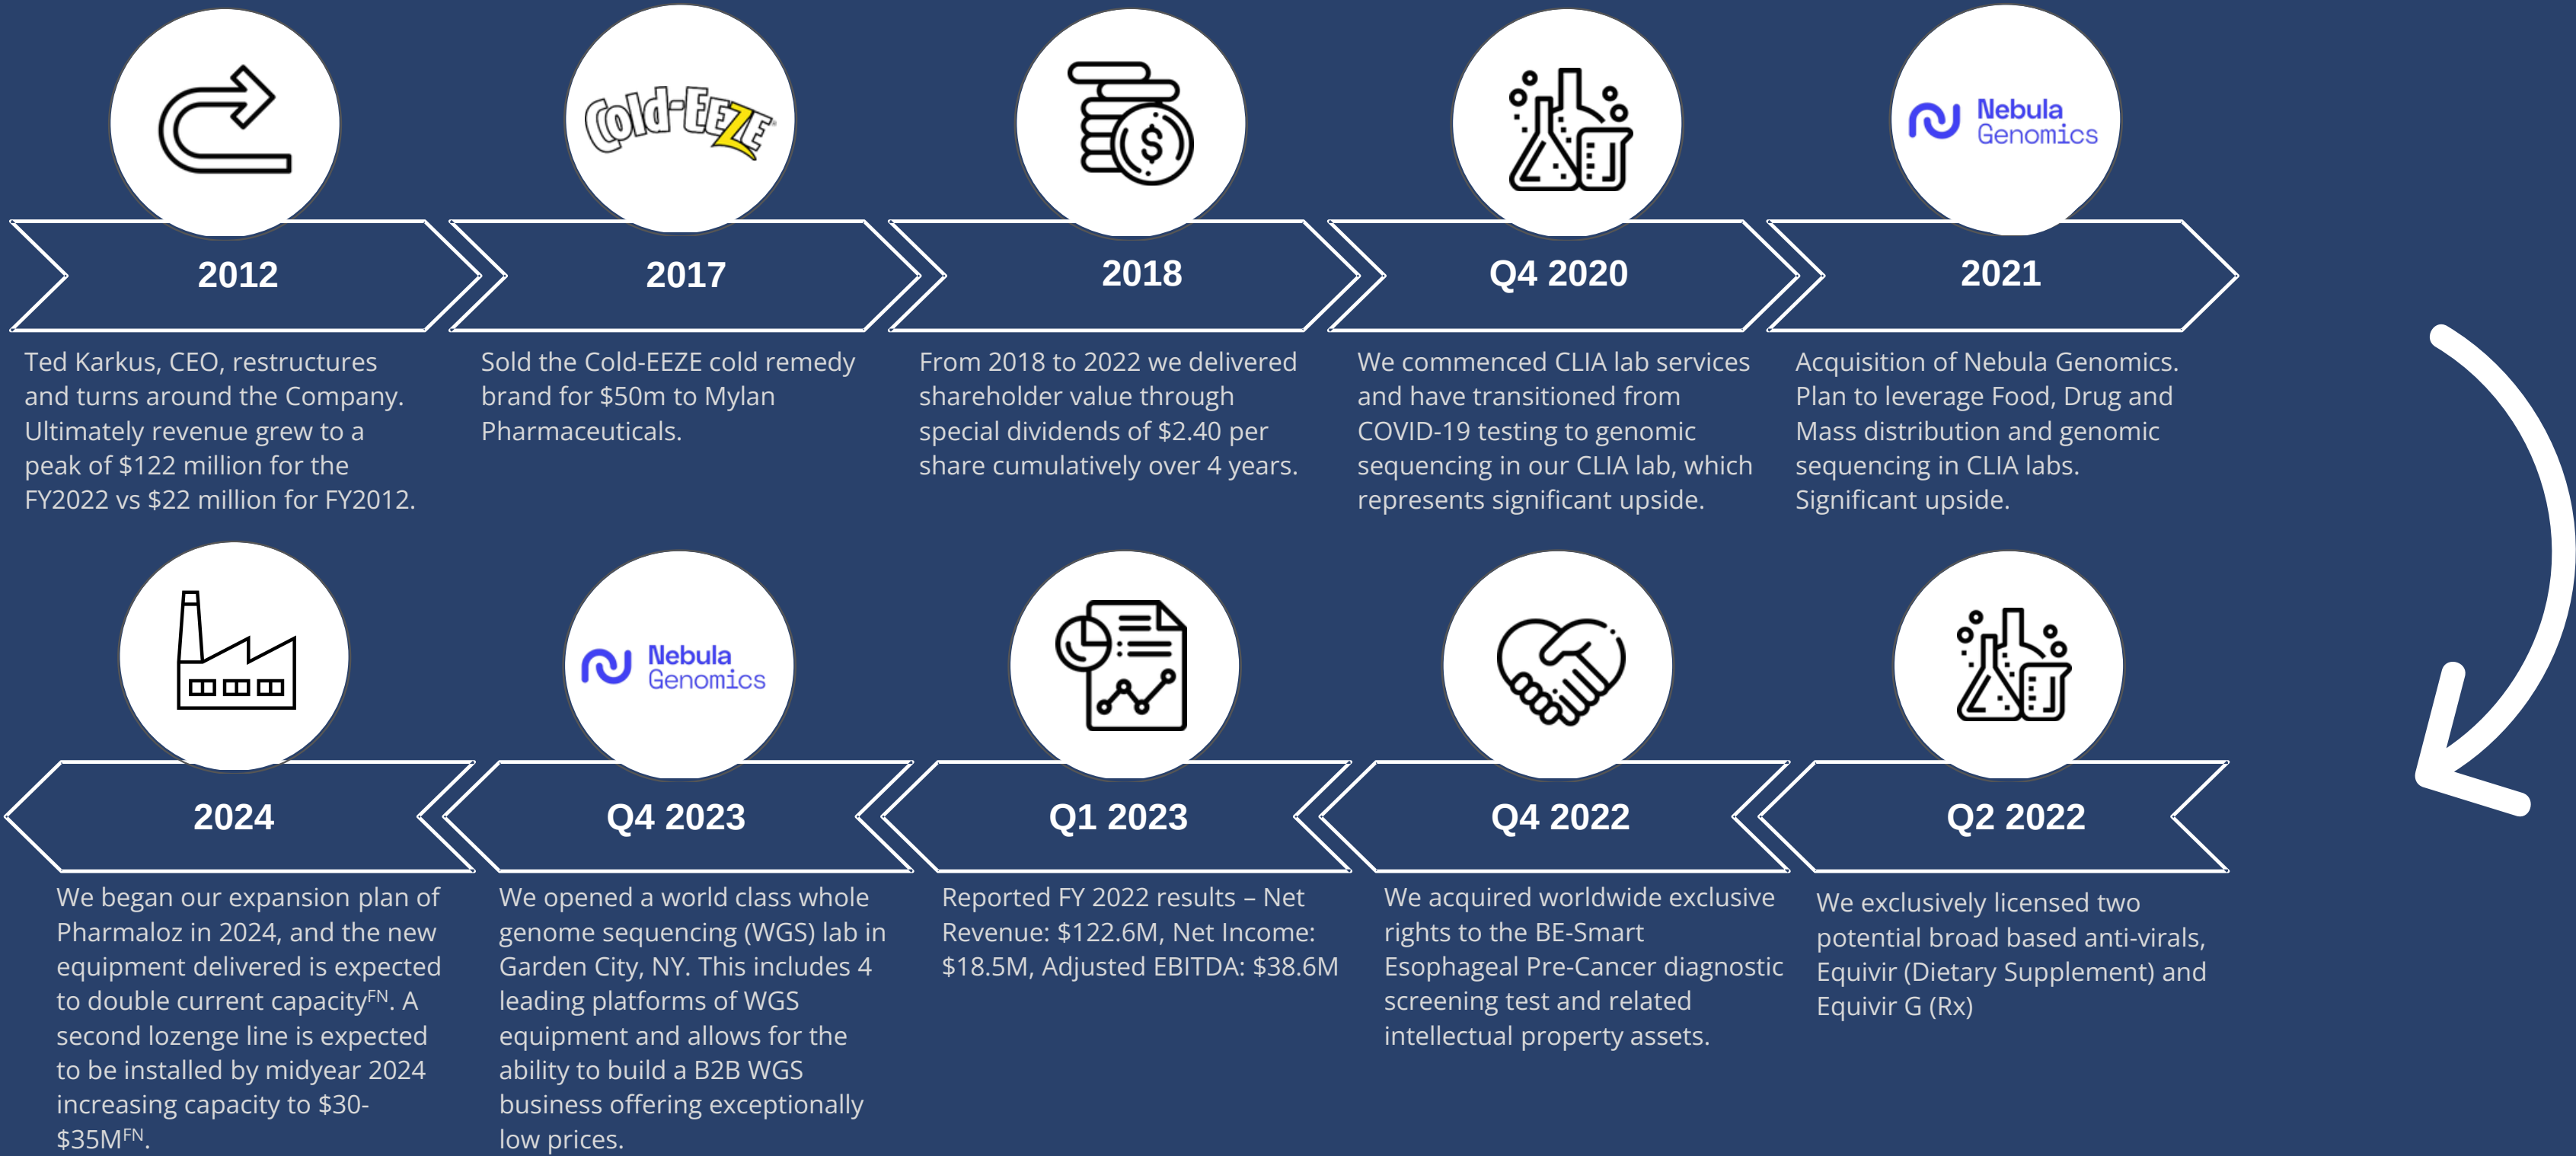 Cold-EEZE
$
Nebula
Genomics
2012
2017
2018
Q4 2020
2021
Ted Karkus, CEO, restructures
and turns around the Company.
Ultimately revenue grew to a
peak of $122 million for the
FY2022 vs $22 million for FY2012.
Sold the Cold-EEZE cold remedy
brand for $50m to Mylan
Pharmaceuticals.
From 2018 to 2022 we delivered
shareholder value through
special dividends of $2.40 per
share cumulatively over 4 years.
We commenced CLIA lab services
and have transitioned from
COVID-19 testing to genomic
sequencing in our CLIA lab, which
represents significant upside.
Acquisition of Nebula Genomics.
Plan to leverage Food, Drug and
Mass distribution and genomic
sequencing in CLIA labs.
Significant upside.
Q2 2022
We exclusively licensed two
potential broad based anti-virals,
Equivir (Dietary Supplement) and
Equivir G (Rx)
Q4 2022
We acquired worldwide exclusive
rights to the BE-Smart
Esophageal Pre-Cancer diagnostic
screening test and related
intellectual property assets.
Q1 2023
Reported FY 2022 results – Net
Revenue: $122.6M, Net Income:
$18.5M, Adjusted EBITDA: $38.6M
Nebula
Genomics
Q4 2023
We opened a world class whole
genome sequencing (WGS) lab in
Garden City, NY. This includes 4
leading platforms of WGS
equipment and allows for the
ability to build a B2B WGS
business offering exceptionally
low prices.
2024
We began our expansion plan of
Pharmaloz in 2024, and the new
equipment delivered is expected
to double current capacityFN. A
second lozenge line is expected
to be installed by midyear 2024
increasing capacity to $30-
$35MFN.